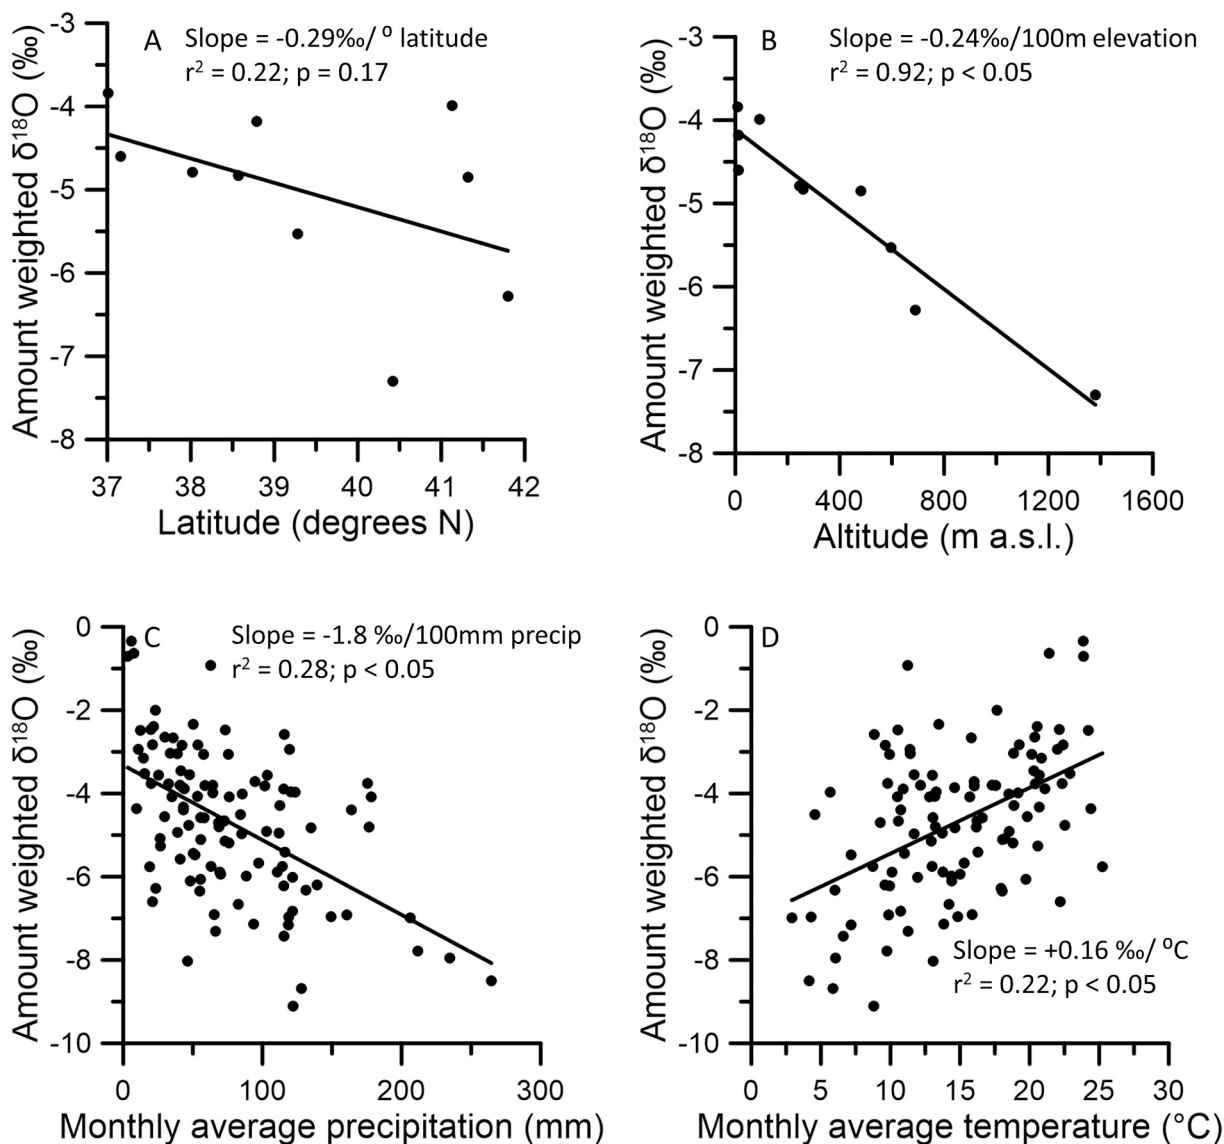 A
Slope = -0.29‰/ ⁰ latitude
r² = 0.22; p = 0.17
Amount weighted δ¹⁸O (‰)
-3
-4
-5
-6
-7
-8
37 38 39 40 41 42
Latitude (degrees N)
B
Slope = -0.24‰/100m elevation
r² = 0.92; p < 0.05
Amount weighted δ¹⁸O (‰)
-3
-4
-5
-6
-7
-8
0 400 800 1200 1600
Altitude (m a.s.l.)
C
Slope = -1.8 ‰/100mm precip
r² = 0.28; p < 0.05
Amount weighted δ¹⁸O (‰)
0
-2
-4
-6
-8
-10
0 100 200 300
Monthly average precipitation (mm)
D
Slope = +0.16 ‰/ ⁰C
r² = 0.22; p < 0.05
Amount weighted δ¹⁸O (‰)
0
-2
-4
-6
-8
-10
0 5 10 15 20 25 30
Monthly average temperature (°C)